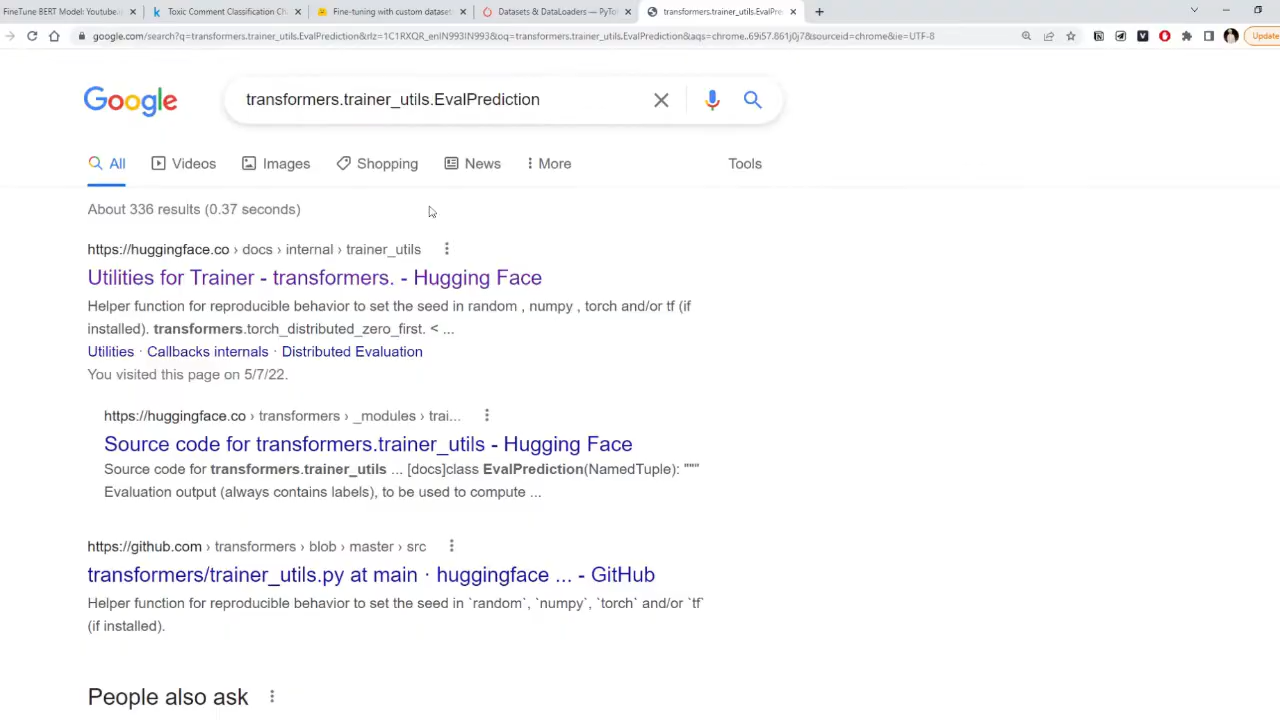 FineTune BERT Model: Youtube.i
Toxic Comment Classification Ch
Fine-tuning with custom dataset
Datasets & DataLoaders — PyTo
transformers.trainer_utils.EvalPre
google.com/search?q=transformers.trainer_utils.EvalPrediction&rlz=1C1RXQR_enIN993IN993&oq=transformers.trainer_utils.EvalPrediction&aqs=chrome..69i57.861j0j7&sourceid=chrome&ie=UTF-8
Update
Google
transformers.trainer_utils.EvalPrediction
All Videos Images Shopping News More Tools
About 336 results (0.37 seconds)
https://huggingface.co › docs › internal › trainer_utils
Utilities for Trainer - transformers. - Hugging Face
Helper function for reproducible behavior to set the seed in random , numpy , torch and/or tf (if
installed). transformers.torch_distributed_zero_first. < ...
Utilities · Callbacks internals · Distributed Evaluation
You visited this page on 5/7/22.
https://huggingface.co › transformers › _modules › trai...
Source code for transformers.trainer_utils - Hugging Face
Source code for transformers.trainer_utils ... [docs]class EvalPrediction(NamedTuple): """
Evaluation output (always contains labels), to be used to compute ...
https://github.com › transformers › blob › master › src
transformers/trainer_utils.py at main · huggingface ... - GitHub
Helper function for reproducible behavior to set the seed in `random`, `numpy`, `torch` and/or `tf`
(if installed).
People also ask